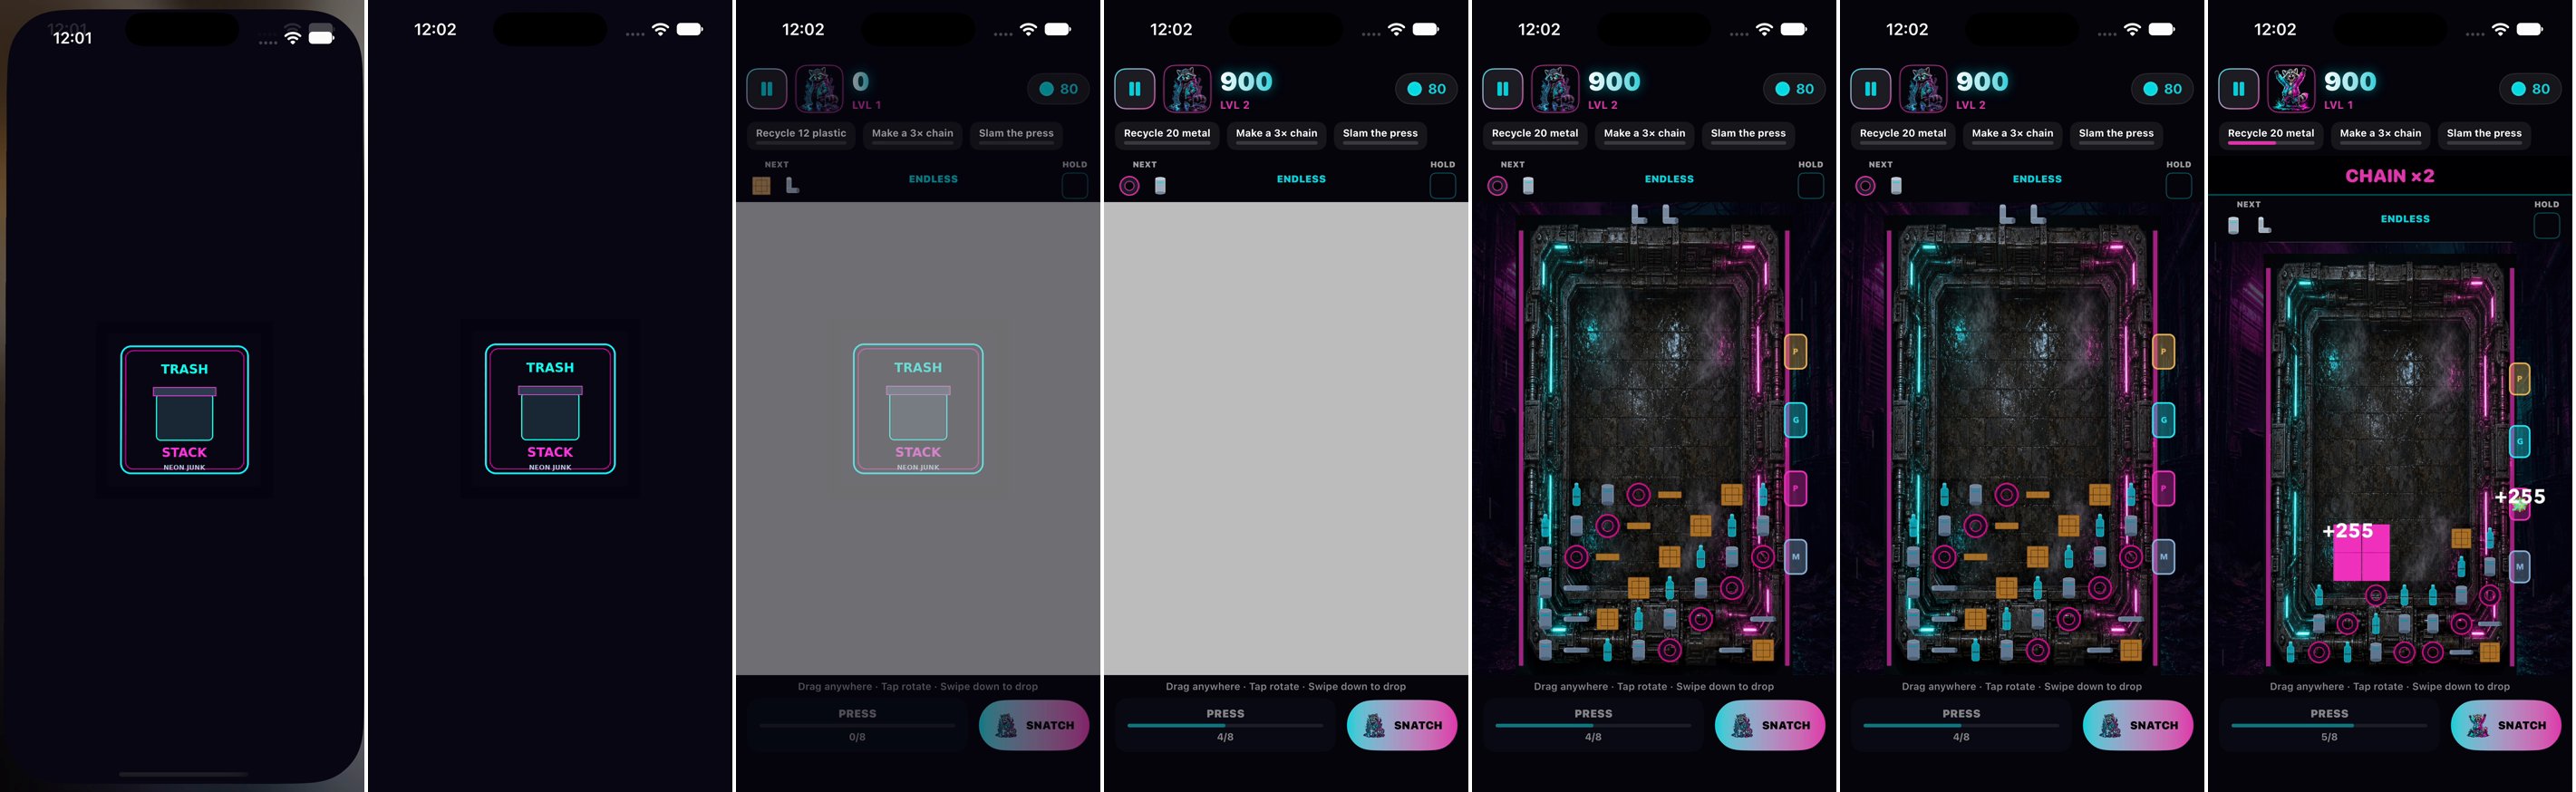 12:01
12:01
TRASH
STACK
NEON JUNK
12:02
TRASH
STACK
NEON JUNK
12:02
0
LVL 1
80
Recycle 12 plastic
Make a 3× chain
Slam the press
NEXT
ENDLESS
HOLD
TRASH
STACK
NEON JUNK
Drag anywhere · Tap rotate · Swipe down to drop
PRESS
0/8
SNATCH
12:02
900
LVL 2
80
Recycle 20 metal
Make a 3× chain
Slam the press
NEXT
ENDLESS
HOLD
Drag anywhere · Tap rotate · Swipe down to drop
PRESS
4/8
SNATCH
12:02
900
LVL 2
80
Recycle 20 metal
Make a 3× chain
Slam the press
NEXT
ENDLESS
HOLD
P
G
P
M
Drag anywhere · Tap rotate · Swipe down to drop
PRESS
4/8
SNATCH
12:02
900
LVL 2
80
Recycle 20 metal
Make a 3× chain
Slam the press
NEXT
ENDLESS
HOLD
P
G
P
M
Drag anywhere · Tap rotate · Swipe down to drop
PRESS
4/8
SNATCH
12:02
900
LVL 1
80
Recycle 20 metal
Make a 3× chain
Slam the press
CHAIN ×2
NEXT
ENDLESS
HOLD
P
G
+255
+255
M
Drag anywhere · Tap rotate · Swipe down to drop
PRESS
5/8
SNATCH